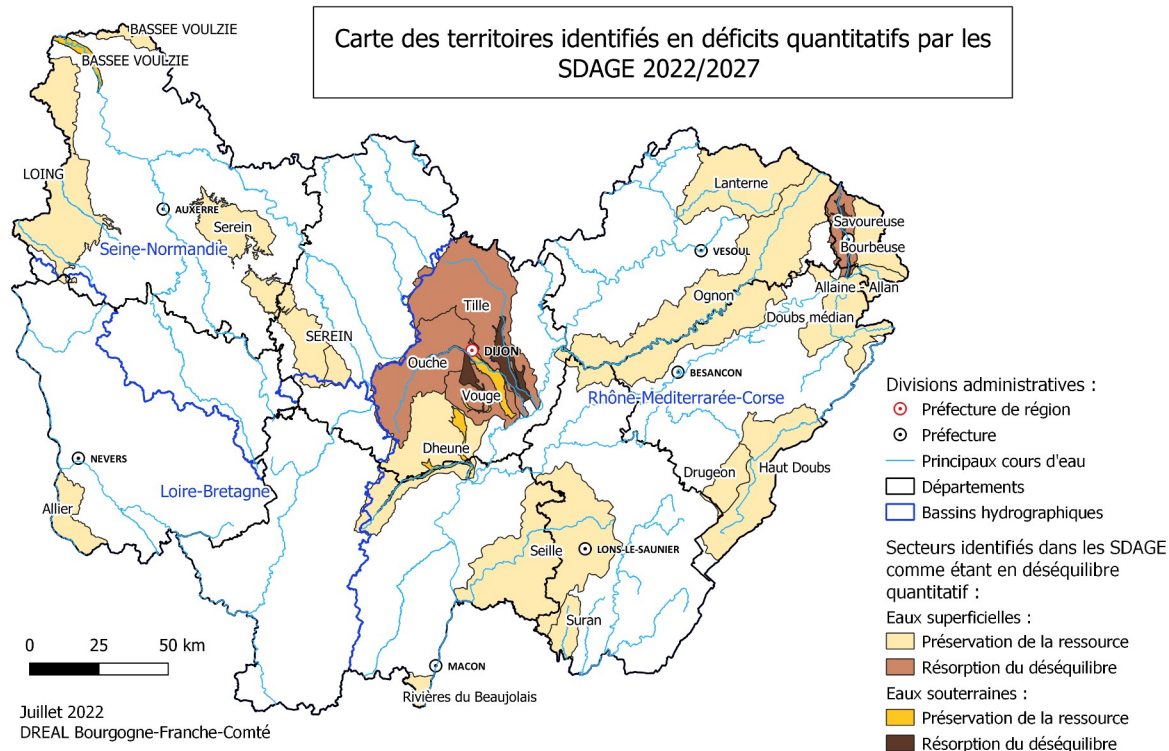 Carte des territoires identifiés en déficits quantitatifs par les
SDAGE 2022/2027
BASSEE VOULZIE
BASSEE VOULZIE
LOING
AUXERRE
Serein
Seine-Normandie
SEREIN
Lanterne
Savoureuse
VESOUL
Bourbeuse
Ognon
Allaine - Allan
Doubs médian
Tille
DIJON
Ouche
BESANCON
Vouge
Rhône-Méditerrarée-Corse
Dheune
NEVERS
Loire-Bretagne
Allier
Drugeon
Haut Doubs
Seille
LONS-LE-SAUNIER
Suran
MACON
Rivières du Beaujolais
Divisions administratives :
Préfecture de région
Préfecture
Principaux cours d'eau
Départements
Bassins hydrographiques
Secteurs identifiés dans les SDAGE
comme étant en déséquilibre
quantitatif :
Eaux superficielles :
Préservation de la ressource
Résorption du déséquilibre
Eaux souterraines :
Préservation de la ressource
Résorption du déséquilibre
0 25 50 km
Juillet 2022
DREAL Bourgogne-Franche-Comté